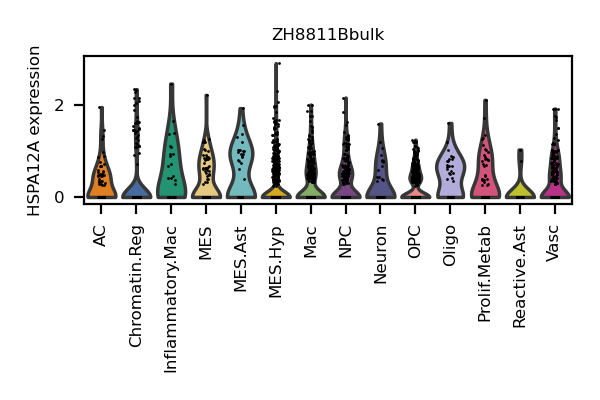 ZH8811Bbulk
HSPA12A expression
2
0
AC
Chromatin.Reg
Inflammatory.Mac
MES
MES.Ast
MES.Hyp
Mac
NPC
Neuron
OPC
Oligo
Prolif.Metab
Reactive.Ast
Vasc